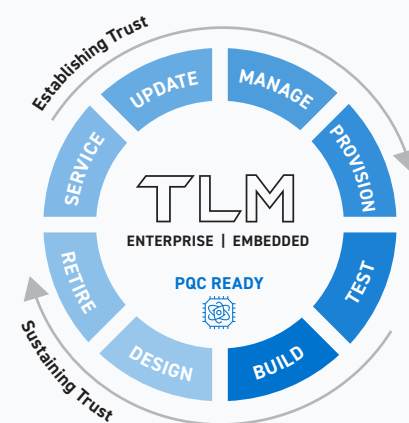 Establishing Trust
UPDATE
MANAGE
PROVISION
TEST
BUILD
DESIGN
RETIRE
SERVICE
TLM
ENTERPRISE | EMBEDDED
PQC READY
Sustaining Trust